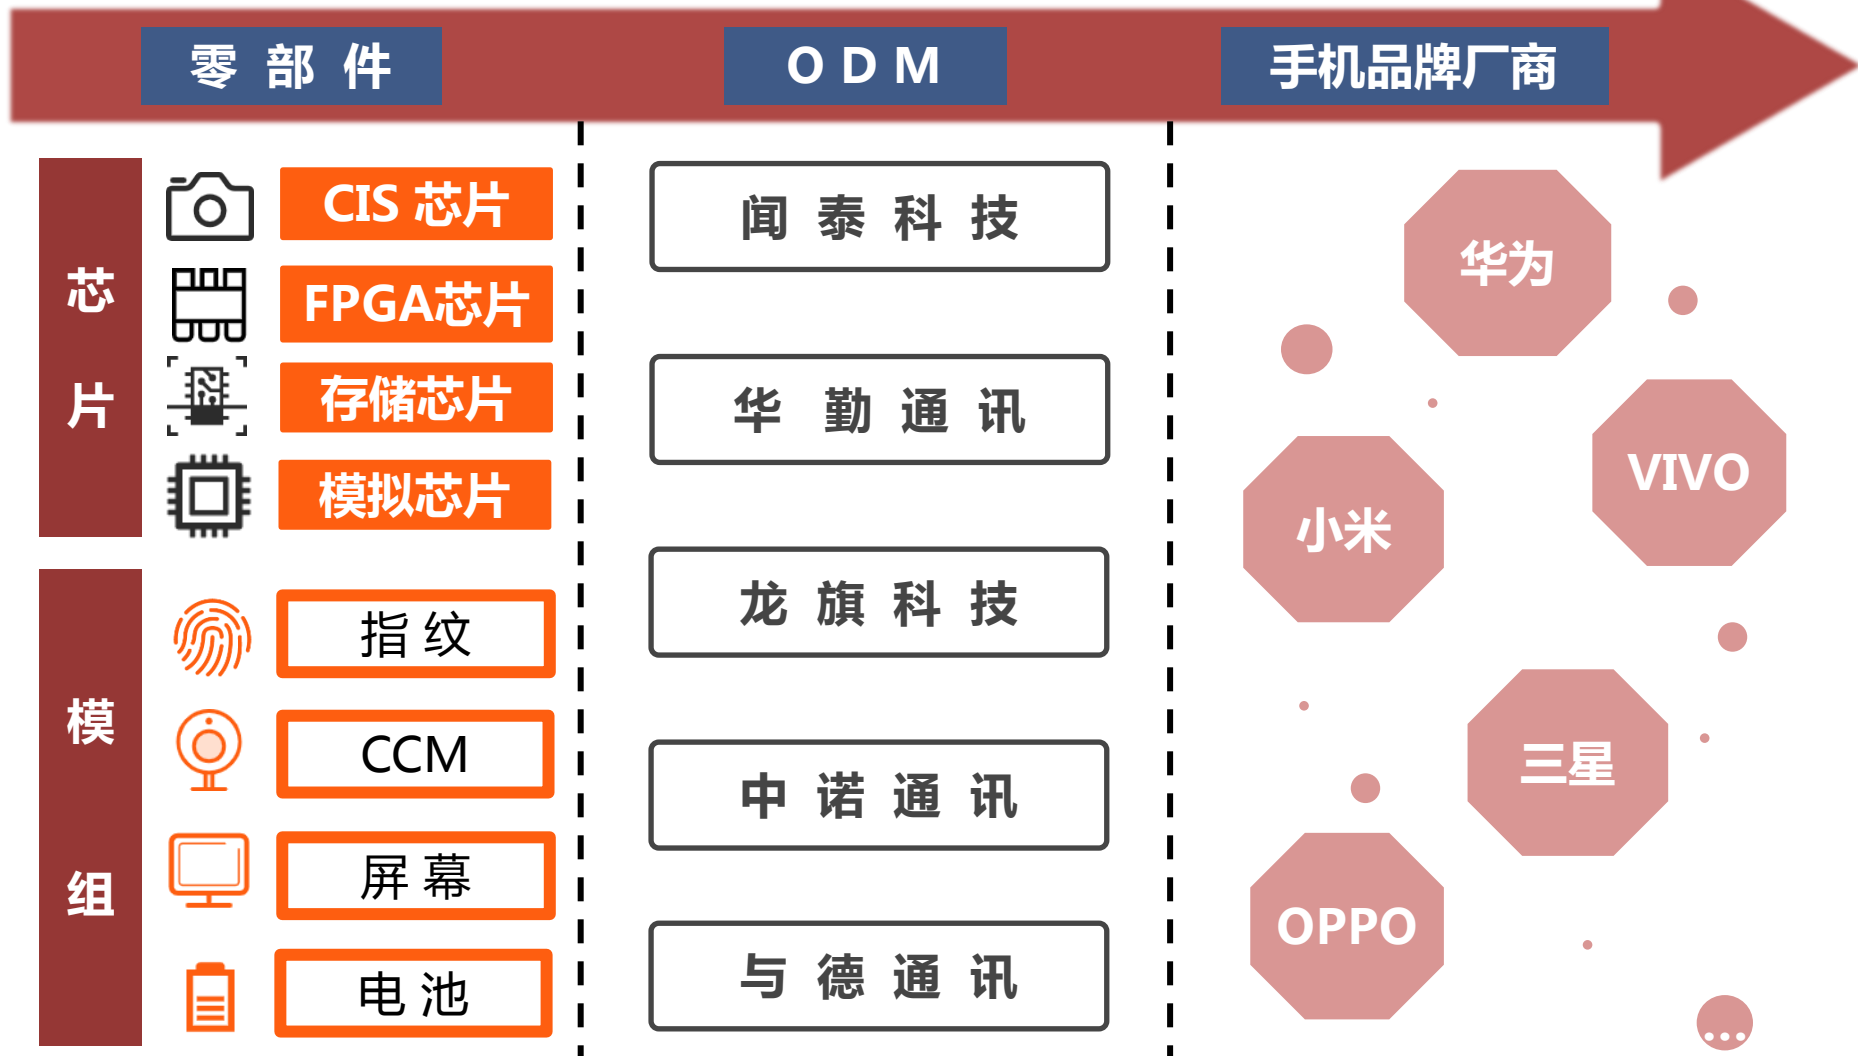 零 部 件
ODM
手机品牌厂商
芯
片
CIS 芯片
FPGA芯片
存储芯片
模拟芯片
模
组
指 纹
CCM
屏 幕
电 池
闻 泰 科 技
华 勤 通 讯
龙 旗 科 技
中 诺 通 讯
与 德 通 讯
华为
VIVO
小米
三星
OPPO
...